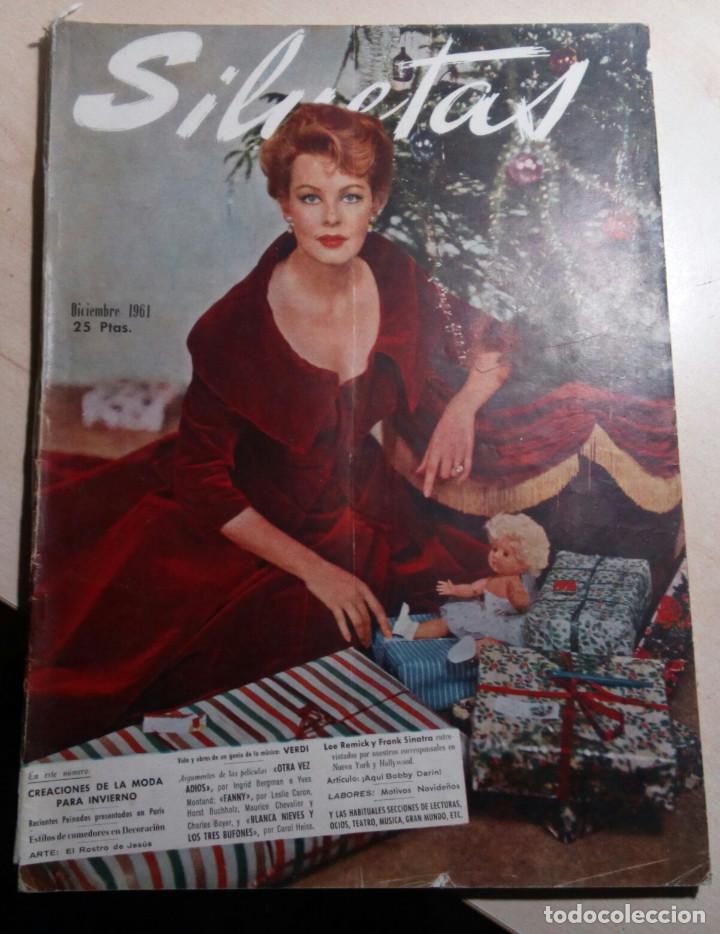 Siluetas
Diciembre 1961
25 Ptas.
En este número:
CREACIONES DE LA MODA
PARA INVIERNO
Recientes Peinados presentados en París
Estilos de comedores en Decoración
ARTE: El Rostro de Jesús
Vida y obras de un genio de la música: VERDI
Argumentos de las películas «OTRA VEZ
ADIOS», por Ingrid Bergman e Yves
Montand; «FANNY», por Leslie Caron,
Horst Buchholz, Maurice Chevalier y
Charles Boyer, y «BLANCA NIEVES Y
LOS TRES BUFONES», por Carol Heiss.
Lee Remick y Frank Sinatra entre-
vistados por nuestros corresponsales en
Nueva York y Hollywood.
Artículo: ¡Aquí Bobby Darin!
LABORES: Motivos Navideños
Y LAS HABITUALES SECCIONES DE LECTURAS,
OCIOS, TEATRO, MUSICA, GRAN MUNDO, ETC.
todocoleccion